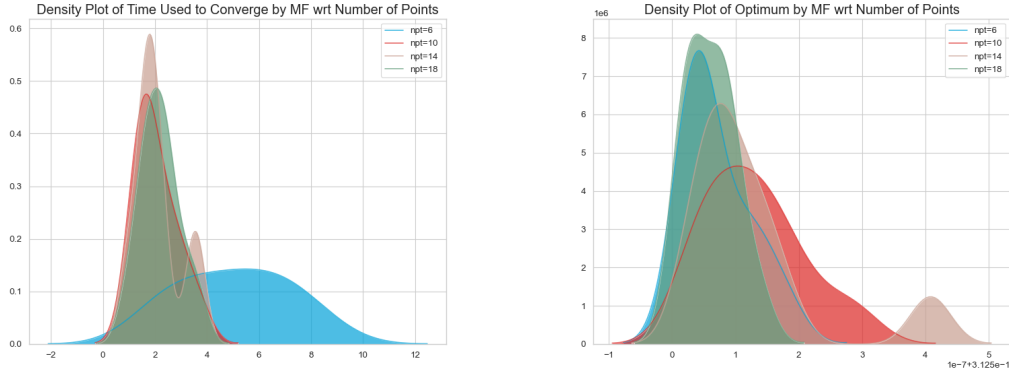 Density Plot of Time Used to Converge by MF wrt Number of Points
npt=6
npt=10
npt=14
npt=18
0.6
0.5
0.4
0.3
0.2
0.1
0.0
−2 0 2 4 6 8 10 12
Density Plot of Optimum by MF wrt Number of Points
1e6
npt=6
npt=10
npt=14
npt=18
8
7
6
5
4
3
2
1
0
−1 0 1 2 3 4 5
1e−7+3.125e−1